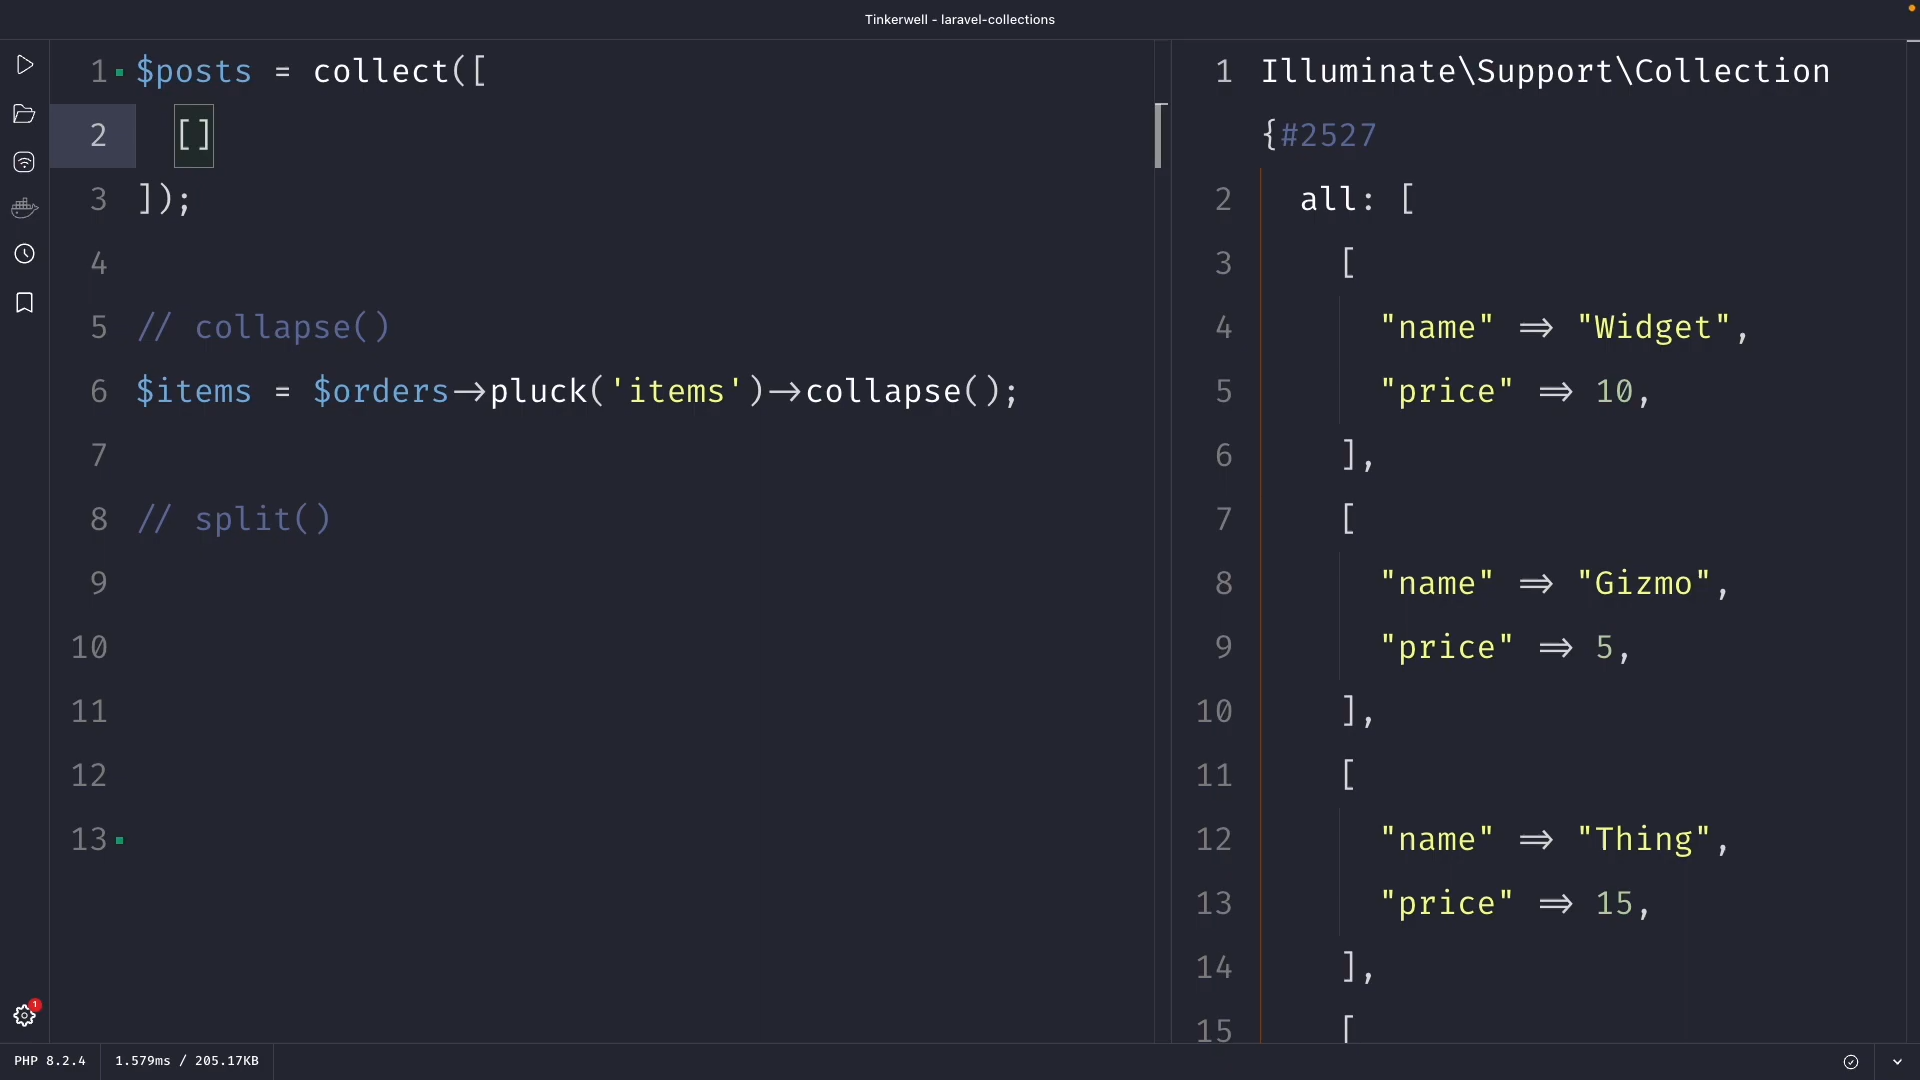 Tinkerwell - laravel-collections
1 $posts = collect([
2 []
3 ]);
4
5 // collapse()
6 $items = $orders->pluck('items')->collapse();
7
8 // split()
9
10
11
12
13
1 Illuminate\Support\Collection
{#2527
2 all: [
3 [
4 "name" => "Widget",
5 "price" => 10,
6 ],
7 [
8 "name" => "Gizmo",
9 "price" => 5,
10 ],
11 [
12 "name" => "Thing",
13 "price" => 15,
14 ],
15 [
1
PHP 8.2.4
1.579ms / 205.17KB